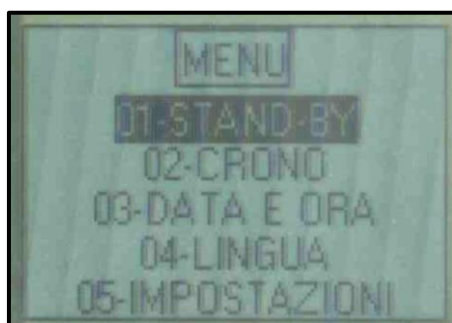 MENU
01-STAND-BY
02-CRONO
03-DATA E ORA
04-LINGUA
05-IMPOSTAZIONI